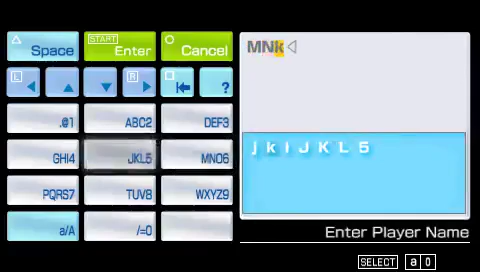 △ Space START Enter ○ Cancel
L ◀ ▲ ▼ R ▶ □ ?
.@1 ABC2 DEF3
GHI4 JKL5 MNO6
PQRS7 TUV8 WXYZ9
a/A /=0
MNk
j k l J K L 5
Enter Player Name
SELECT a 0